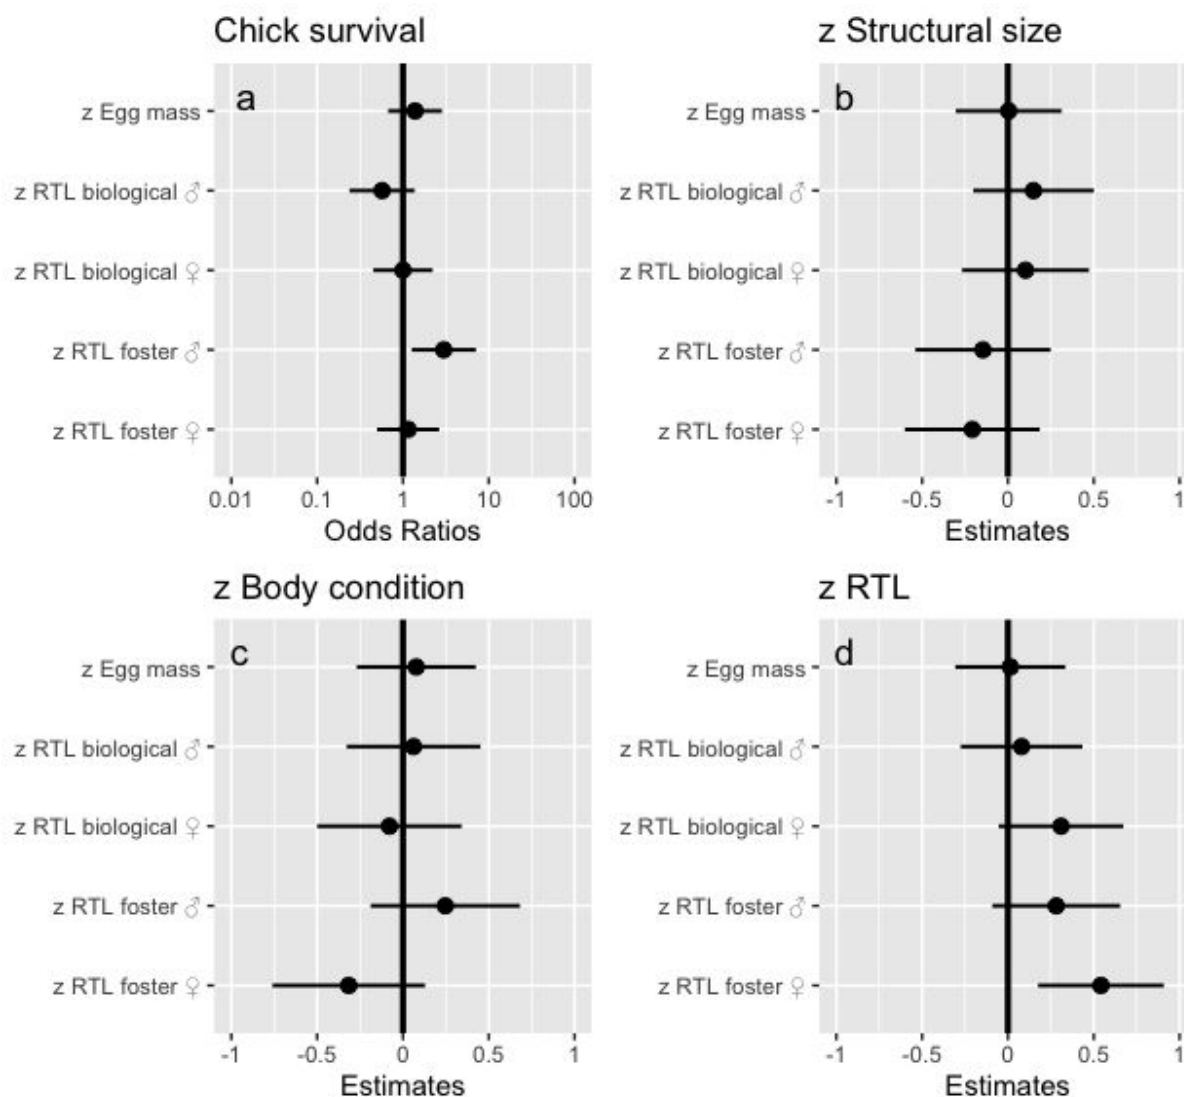 Chick survival
a
z Egg mass
z RTL biological ♂
z RTL biological ♀
z RTL foster ♂
z RTL foster ♀
0.01 0.1 1 10 100
Odds Ratios
z Structural size
b
z Egg mass
z RTL biological ♂
z RTL biological ♀
z RTL foster ♂
z RTL foster ♀
-1 -0.5 0 0.5 1
Estimates
z Body condition
c
z Egg mass
z RTL biological ♂
z RTL biological ♀
z RTL foster ♂
z RTL foster ♀
-1 -0.5 0 0.5 1
Estimates
z RTL
d
z Egg mass
z RTL biological ♂
z RTL biological ♀
z RTL foster ♂
z RTL foster ♀
-1 -0.5 0 0.5 1
Estimates